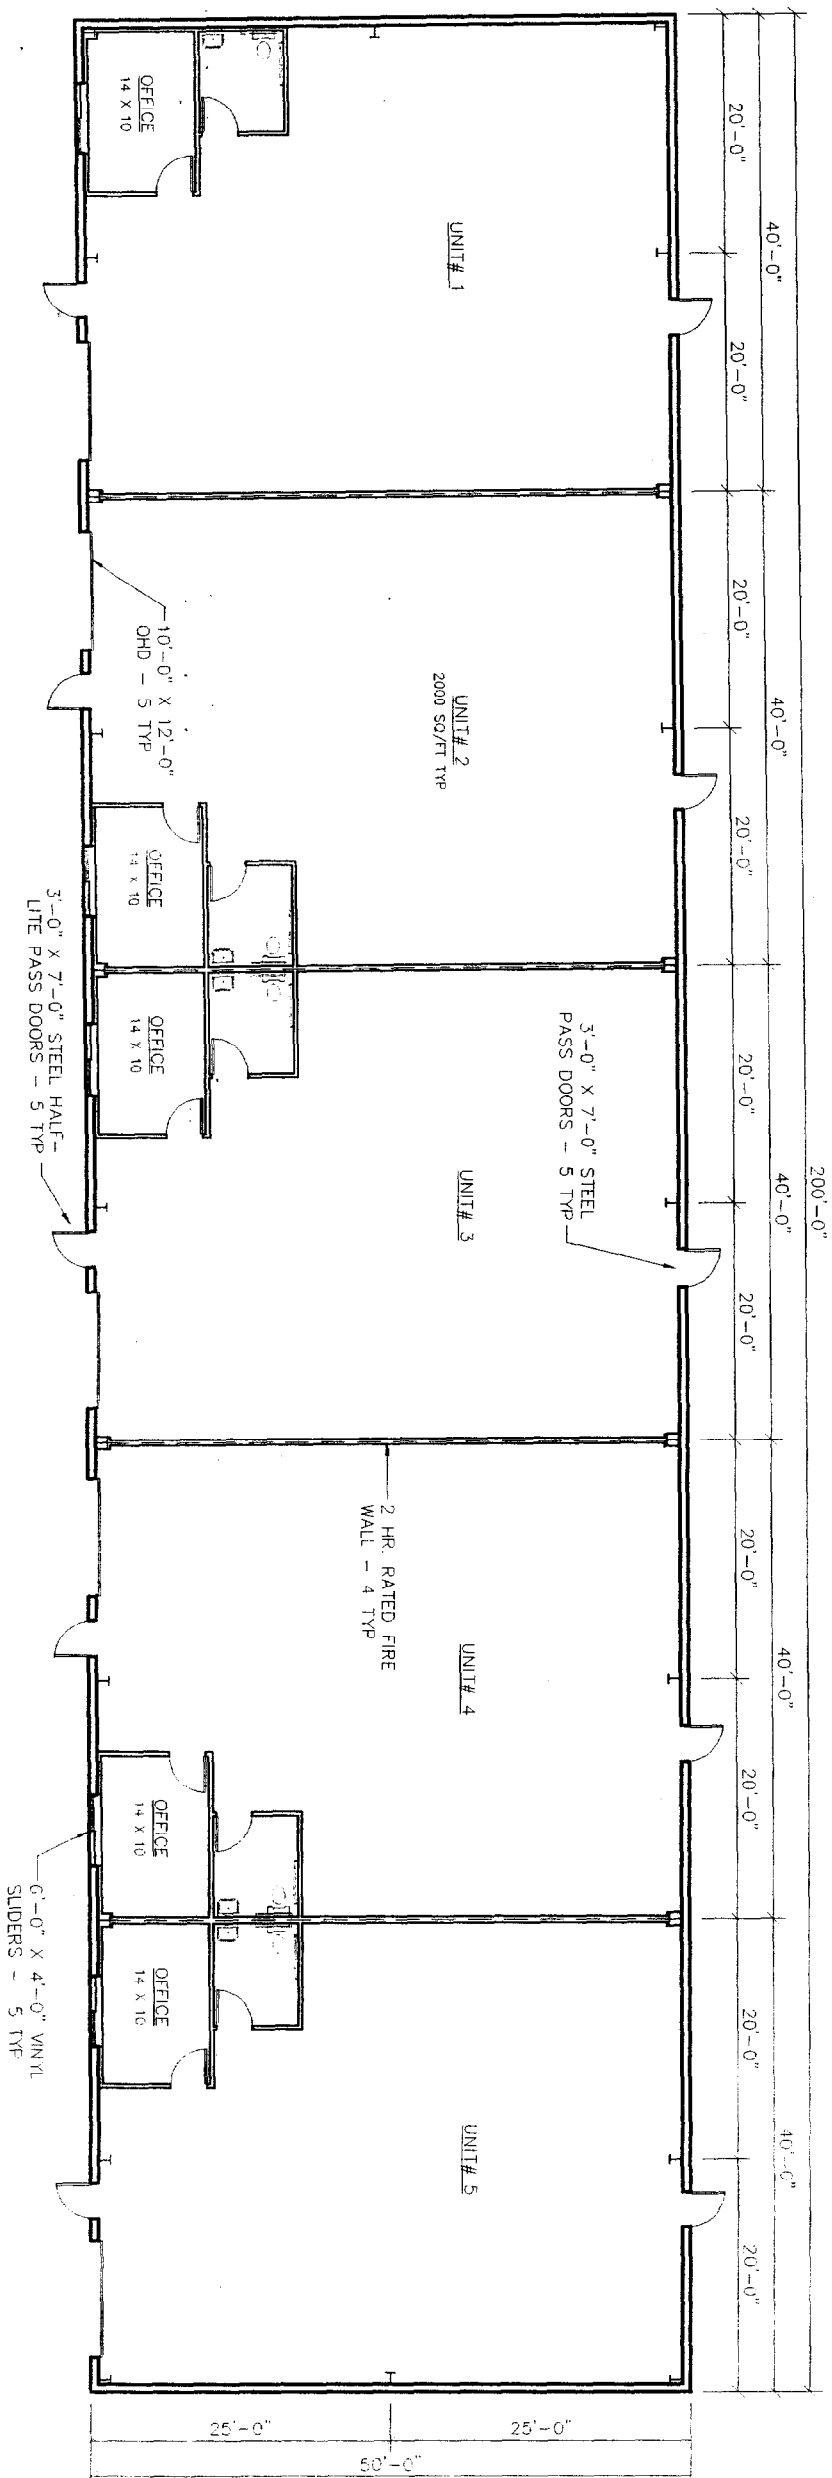 200'-0"
40'-0"
40'-0"
40'-0"
40'-0"
40'-0"
20'-0"
20'-0"
20'-0"
20'-0"
20'-0"
20'-0"
20'-0"
20'-0"
20'-0"
20'-0"
3'-0" X 7'-0" STEEL
PASS DOORS - 5 TYP
UNIT# 1
UNIT# 2
2000 SQ/FT TYP
UNIT# 3
UNIT# 4
UNIT# 5
2 HR. RATED FIRE
WALL - 4 TYP
OFFICE
14 X 10
OFFICE
14 X 10
OFFICE
14 X 10
OFFICE
14 X 10
OFFICE
14 X 10
10'-0" X 12'-0"
OHD - 5 TYP
3'-0" X 7'-0" STEEL HALF-
LITE PASS DOORS - 5 TYP
6'-0" X 4'-0" VINYL
SLIDERS - 5 TYP
25'-0"
25'-0"
50'-0"